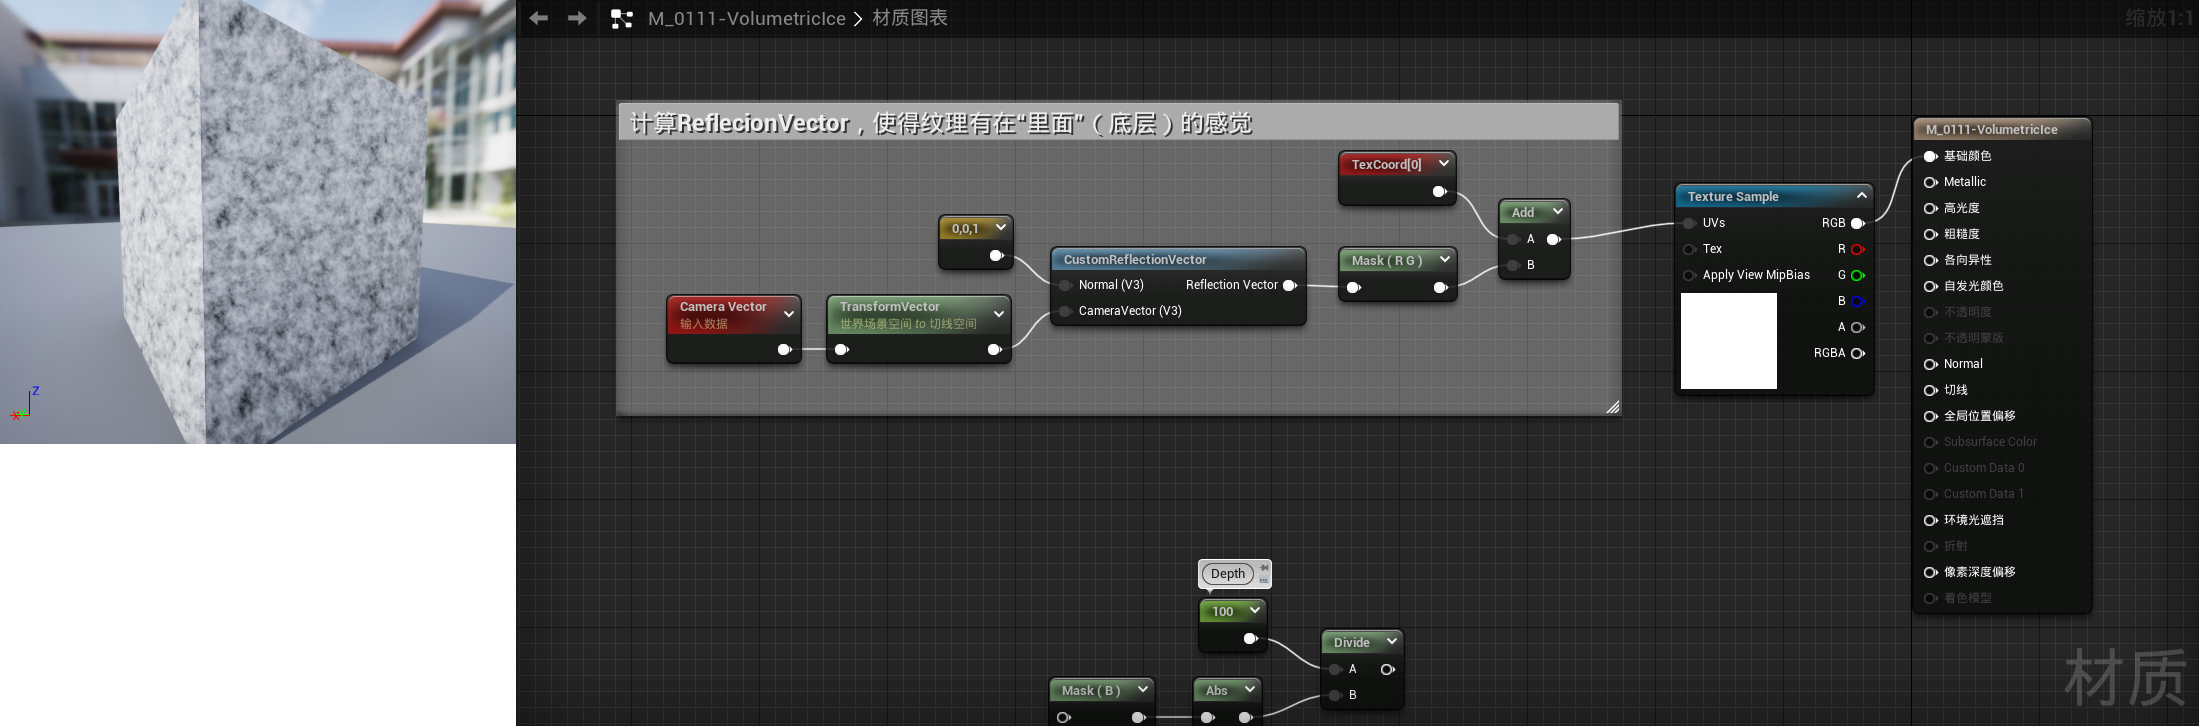 M_0111-VolumetricIce > 材质图表
缩放1:1
计算ReflecionVector，使得纹理有在“里面”（底层）的感觉
TexCoord[0]
0,0,1
Add
A
B
CustomReflectionVector
Normal (V3)
Reflection Vector
CameraVector (V3)
Mask ( R G )
Camera Vector
输入数据
TransformVector
世界场景空间 to 切线空间
Texture Sample
UVs
RGB
Tex
R
Apply View MipBias
G
B
A
RGBA
M_0111-VolumetricIce
基础颜色
Metallic
高光度
粗糙度
各向异性
自发光颜色
不透明度
不透明蒙版
Normal
切线
全局位置偏移
Subsurface Color
Custom Data 0
Custom Data 1
环境光遮挡
折射
像素深度偏移
着色模型
Depth
100
Divide
A
B
Mask ( B )
Abs
材质
Z
X